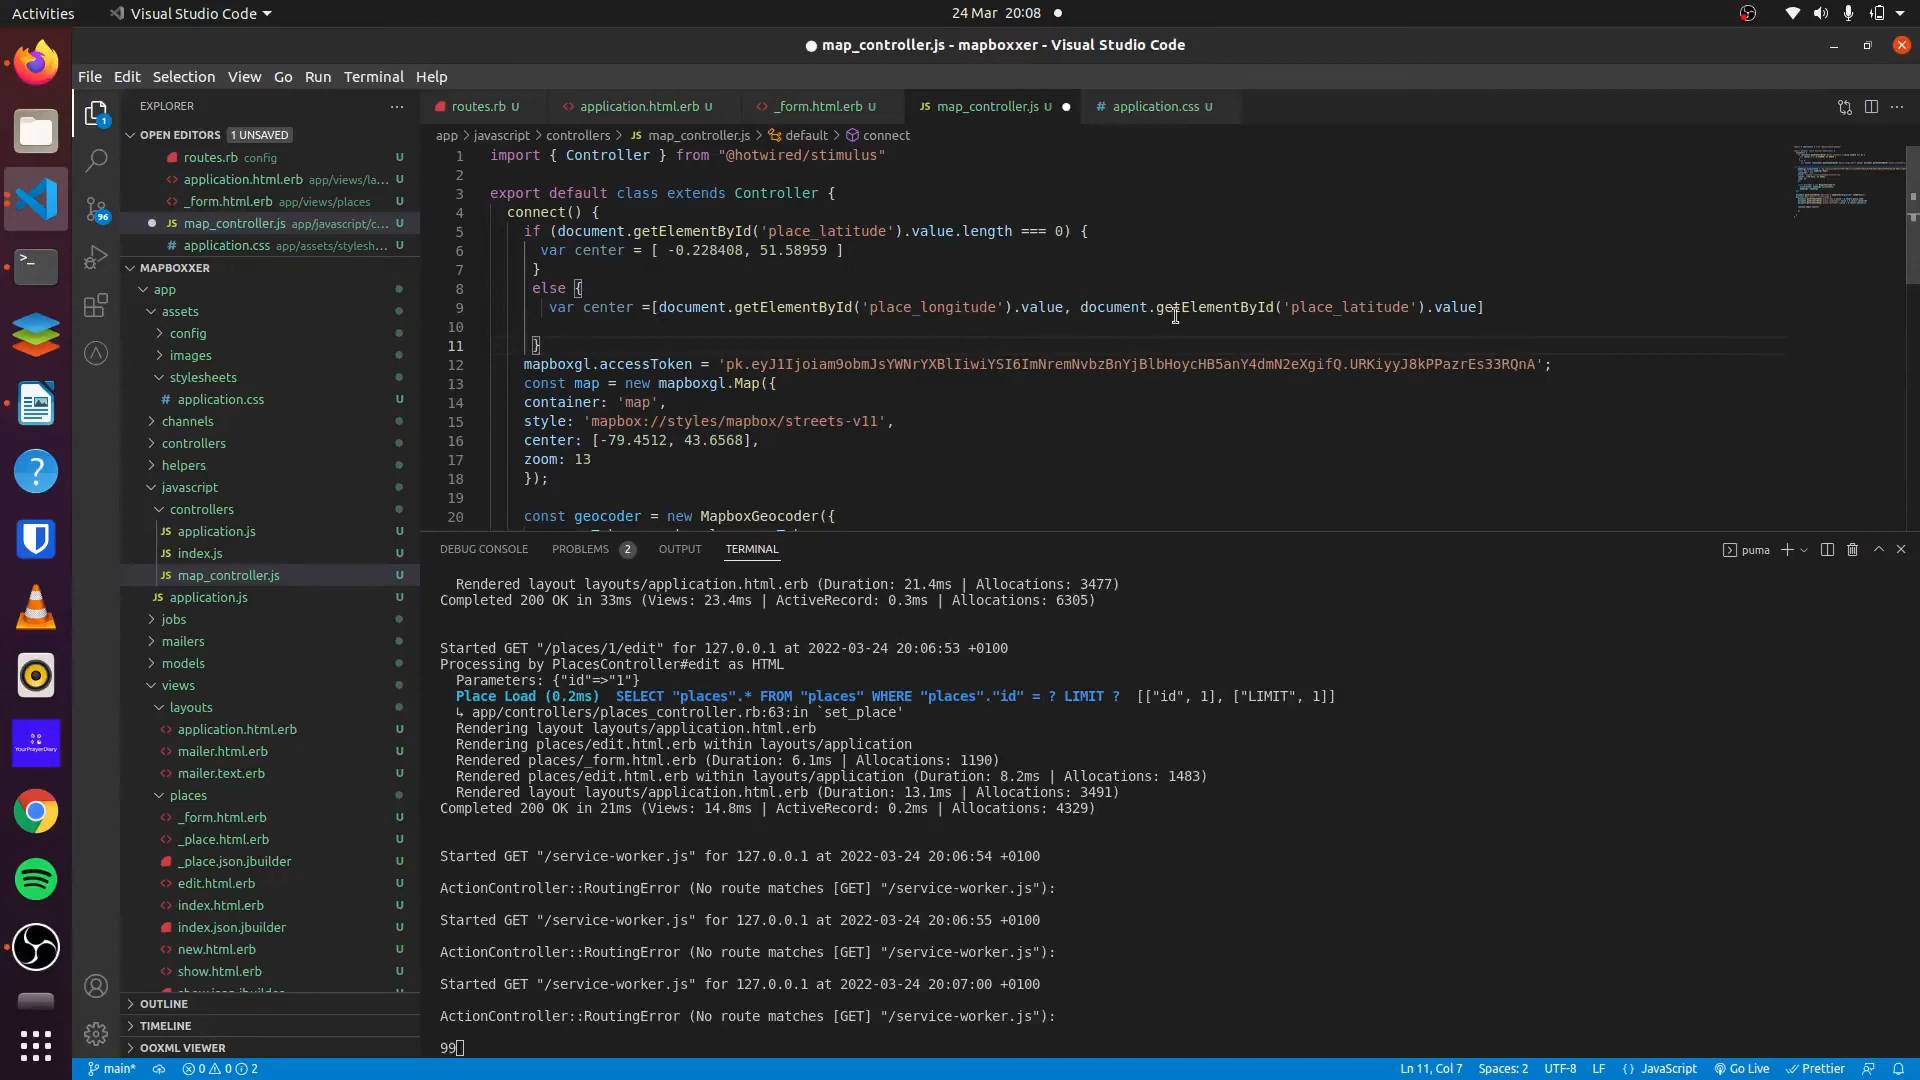 Activities
Visual Studio Code
24 Mar 20:08
map_controller.js - mapboxxer - Visual Studio Code
File Edit Selection View Go Run Terminal Help
EXPLORER
OPEN EDITORS 1 UNSAVED
routes.rb config U
application.html.erb app/views/la... U
_form.html.erb app/views/places U
JS map_controller.js app/javascript/c... U
# application.css app/assets/stylesh... U
MAPBOXXER
app
assets
config
images
stylesheets
# application.css U
channels
controllers
helpers
javascript
controllers
JS application.js U
JS index.js U
JS map_controller.js U
JS application.js U
jobs
mailers
models
views
layouts
application.html.erb U
mailer.html.erb U
mailer.text.erb U
places
_form.html.erb U
_place.html.erb U
_place.json.jbuilder U
edit.html.erb U
index.html.erb U
index.json.jbuilder U
new.html.erb U
show.html.erb U
OUTLINE
TIMELINE
OOXML VIEWER
1
96
YourPrayerDiary
routes.rb U
application.html.erb U
_form.html.erb U
JS map_controller.js U
# application.css U
app > javascript > controllers > JS map_controller.js > default > connect
1 import { Controller } from "@hotwired/stimulus"
2
3 export default class extends Controller {
4 connect() {
5 if (document.getElementById('place_latitude').value.length === 0) {
6 var center = [ -0.228408, 51.58959 ]
7 }
8 else {
9 var center =[document.getElementById('place_longitude').value, document.getElementById('place_latitude').value]
10
11 }
12 mapboxgl.accessToken = 'pk.eyJ1Ijoiam9obmJsYWNrYXBlIiwiYSI6ImNremNvbzBnYjBlbHoycHB5anY4dmN2eXgifQ.URKiyyJ8kPPazrEs33RQnA';
13 const map = new mapboxgl.Map({
14 container: 'map',
15 style: 'mapbox://styles/mapbox/streets-v11',
16 center: [-79.4512, 43.6568],
17 zoom: 13
18 });
19
20 const geocoder = new MapboxGeocoder({
DEBUG CONSOLE PROBLEMS 2 OUTPUT TERMINAL
puma
Rendered layout layouts/application.html.erb (Duration: 21.4ms | Allocations: 3477)
Completed 200 OK in 33ms (Views: 23.4ms | ActiveRecord: 0.3ms | Allocations: 6305)
Started GET "/places/1/edit" for 127.0.0.1 at 2022-03-24 20:06:53 +0100
Processing by PlacesController#edit as HTML
Parameters: {"id"=>"1"}
Place Load (0.2ms) SELECT "places".* FROM "places" WHERE "places"."id" = ? LIMIT ? [["id", 1], ["LIMIT", 1]]
↳ app/controllers/places_controller.rb:63:in `set_place'
Rendering layout layouts/application.html.erb
Rendering places/edit.html.erb within layouts/application
Rendered places/_form.html.erb (Duration: 6.1ms | Allocations: 1190)
Rendered places/edit.html.erb within layouts/application (Duration: 8.2ms | Allocations: 1483)
Rendered layout layouts/application.html.erb (Duration: 13.1ms | Allocations: 3491)
Completed 200 OK in 21ms (Views: 14.8ms | ActiveRecord: 0.2ms | Allocations: 4329)
Started GET "/service-worker.js" for 127.0.0.1 at 2022-03-24 20:06:54 +0100
ActionController::RoutingError (No route matches [GET] "/service-worker.js"):
Started GET "/service-worker.js" for 127.0.0.1 at 2022-03-24 20:06:55 +0100
ActionController::RoutingError (No route matches [GET] "/service-worker.js"):
Started GET "/service-worker.js" for 127.0.0.1 at 2022-03-24 20:07:00 +0100
ActionController::RoutingError (No route matches [GET] "/service-worker.js"):
99
main* 0 0 2
Ln 11, Col 7 Spaces: 2 UTF-8 LF {} JavaScript Go Live Prettier